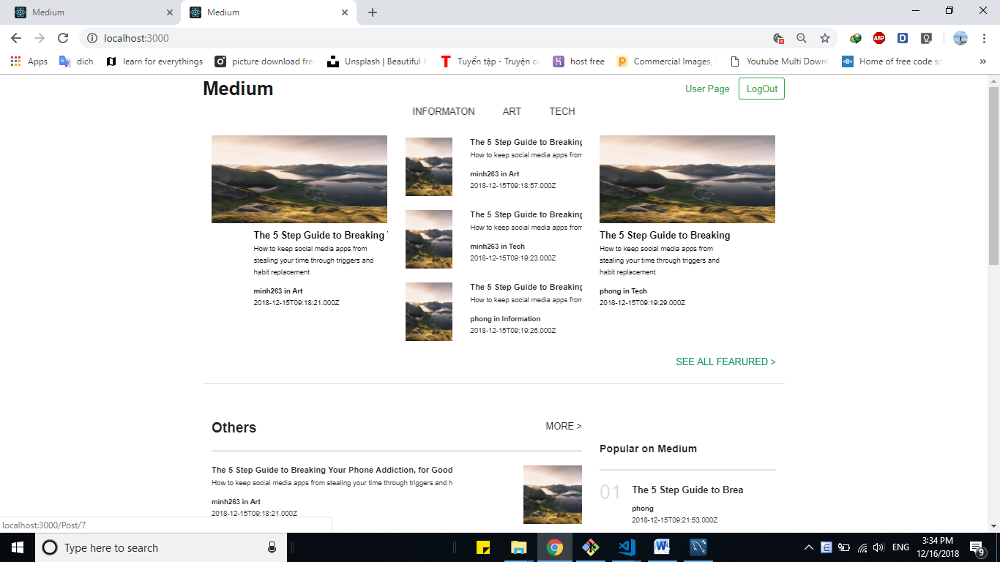 Medium
Medium
localhost:3000
ABP
D
Apps
dich
learn for everythings
picture download free
Unsplash | Beautiful F
Tuyển tập - Truyện cu
host free
Commercial Images,
Youtube Multi Downl
<B>
Home of free code sn
Medium
User Page
LogOut
INFORMATON
ART
TECH
The 5 Step Guide to Breaking
How to keep social media apps from
stealing your time through triggers and
habit replacement
minh263 in Art
2018-12-15T09:18:21.000Z
The 5 Step Guide to Breaking
How to keep social media apps from
minh263 in Art
2018-12-15T09:18:57.000Z
The 5 Step Guide to Breaking
How to keep social media apps from
minh263 in Tech
2018-12-15T09:19:23.000Z
The 5 Step Guide to Breaking
How to keep social media apps from
phong in Information
2018-12-15T09:19:26.000Z
The 5 Step Guide to Breaking
How to keep social media apps from
stealing your time through triggers and
habit replacement
phong in Tech
2018-12-15T09:19:29.000Z
SEE ALL FEARURED >
Others
MORE >
The 5 Step Guide to Breaking Your Phone Addiction, for Good
How to keep social media apps from stealing your time through triggers and h
minh263 in Art
2018-12-15T09:18:21.000Z
Popular on Medium
01
The 5 Step Guide to Brea
phong
2018-12-15T09:21:53.000Z
localhost:3000/Post/7
Type here to search
ENG
3:34 PM
12/16/2018
9